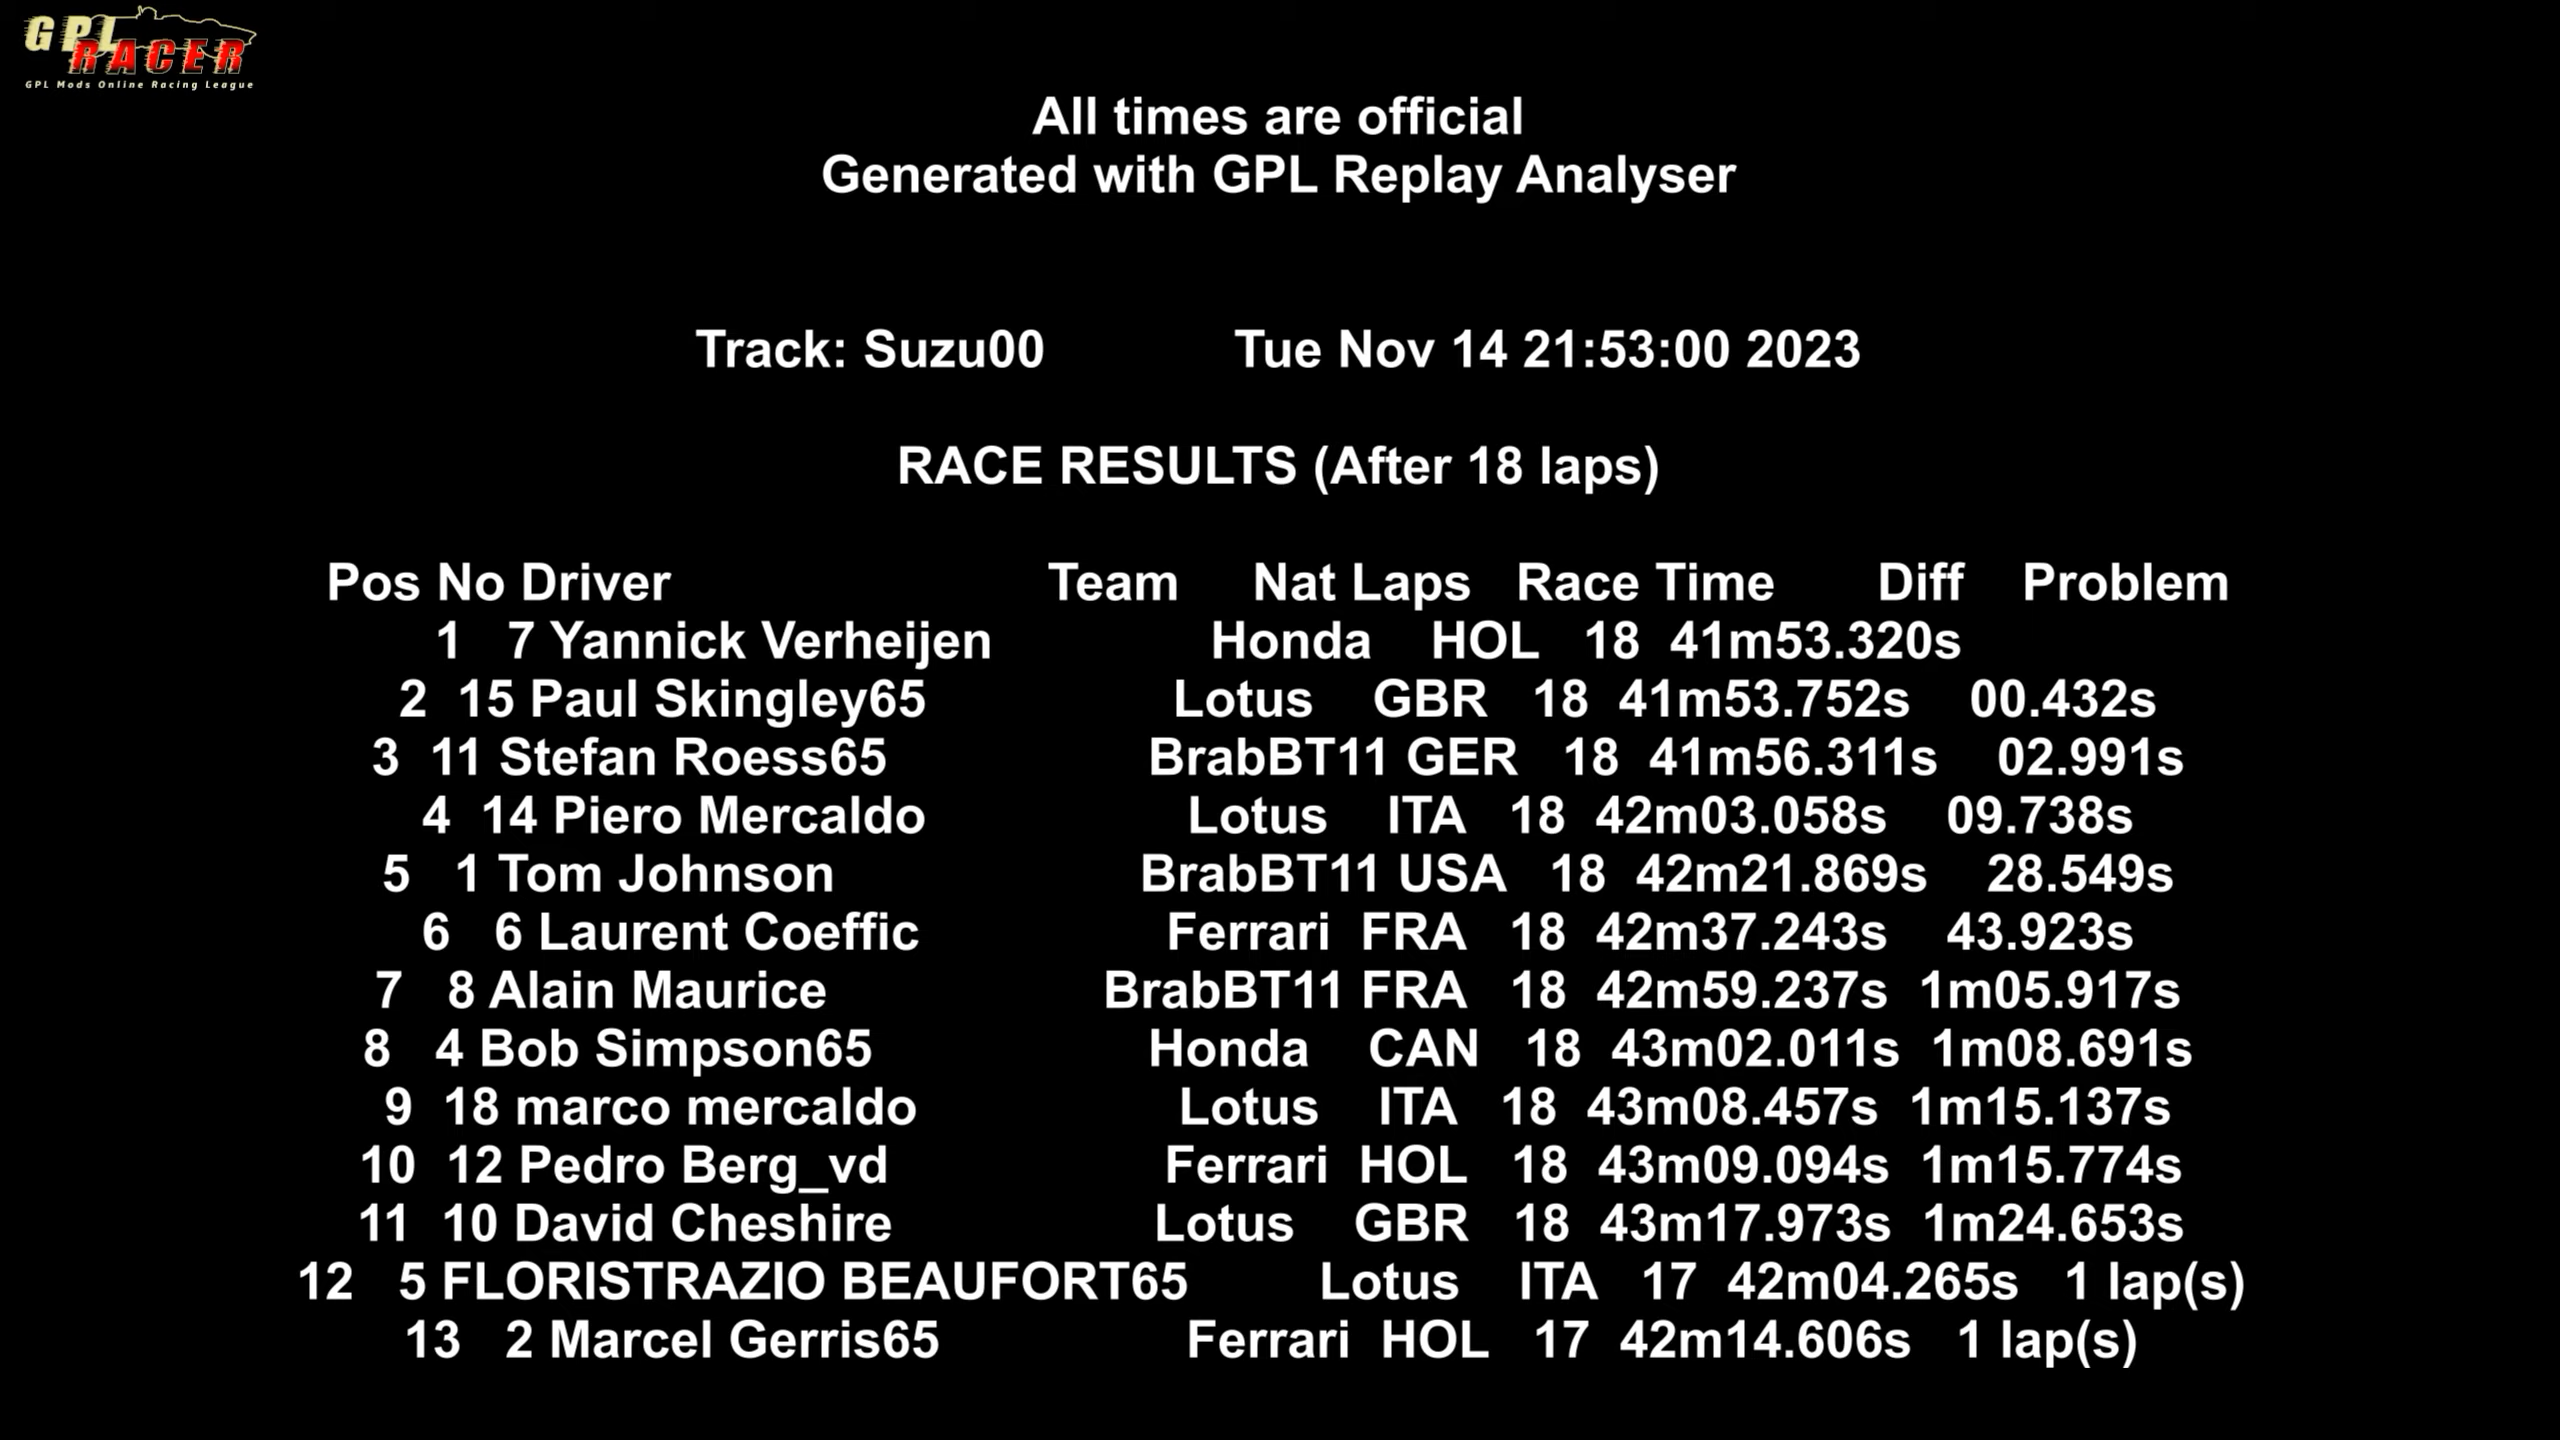 GPL
RACER
GPL Mods Online Racing League
All times are official
Generated with GPL Replay Analyser
Track: Suzu00 Tue Nov 14 21:53:00 2023
RACE RESULTS (After 18 laps)
Pos No Driver Team Nat Laps Race Time Diff Problem
1 7 Yannick Verheijen Honda HOL 18 41m53.320s
2 15 Paul Skingley65 Lotus GBR 18 41m53.752s 00.432s
3 11 Stefan Roess65 BrabBT11 GER 18 41m56.311s 02.991s
4 14 Piero Mercaldo Lotus ITA 18 42m03.058s 09.738s
5 1 Tom Johnson BrabBT11 USA 18 42m21.869s 28.549s
6 6 Laurent Coeffic Ferrari FRA 18 42m37.243s 43.923s
7 8 Alain Maurice BrabBT11 FRA 18 42m59.237s 1m05.917s
8 4 Bob Simpson65 Honda CAN 18 43m02.011s 1m08.691s
9 18 marco mercaldo Lotus ITA 18 43m08.457s 1m15.137s
10 12 Pedro Berg_vd Ferrari HOL 18 43m09.094s 1m15.774s
11 10 David Cheshire Lotus GBR 18 43m17.973s 1m24.653s
12 5 FLORISTRAZIO BEAUFORT65 Lotus ITA 17 42m04.265s 1 lap(s)
13 2 Marcel Gerris65 Ferrari HOL 17 42m14.606s 1 lap(s)